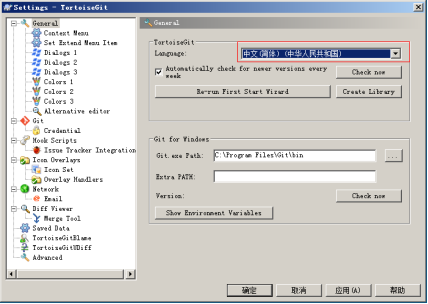 Settings - TortoiseGit
General
Context Menu
Set Extend Menu Item
Dialogs 1
Dialogs 2
Dialogs 3
Colors 1
Colors 2
Colors 3
Alternative editor
Git
Credential
Hook Scripts
Issue Tracker Integration
Icon Overlays
Icon Set
Overlay Handlers
Network
Email
Diff Viewer
Merge Tool
Saved Data
TortoiseGitBlame
TortoiseGitUDiff
Advanced
General
TortoiseGit
Language:
中文(简体) (中华人民共和国)
Automatically check for newer versions every
week
Check now
Re-run First Start Wizard
Create Library
Git for Windows
Git.exe Path:
C:\Program Files\Git\bin
...
Extra PATH:
Version:
Check now
Show Environment Variables
确定
取消
应用(A)
帮助